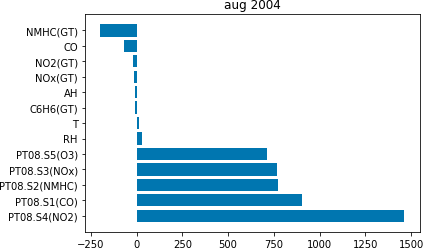 aug 2004
NMHC(GT)
CO
NO2(GT)
NOx(GT)
AH
C6H6(GT)
T
RH
PT08.S5(O3)
PT08.S3(NOx)
PT08.S2(NMHC)
PT08.S1(CO)
PT08.S4(NO2)
−250 0 250 500 750 1000 1250 1500